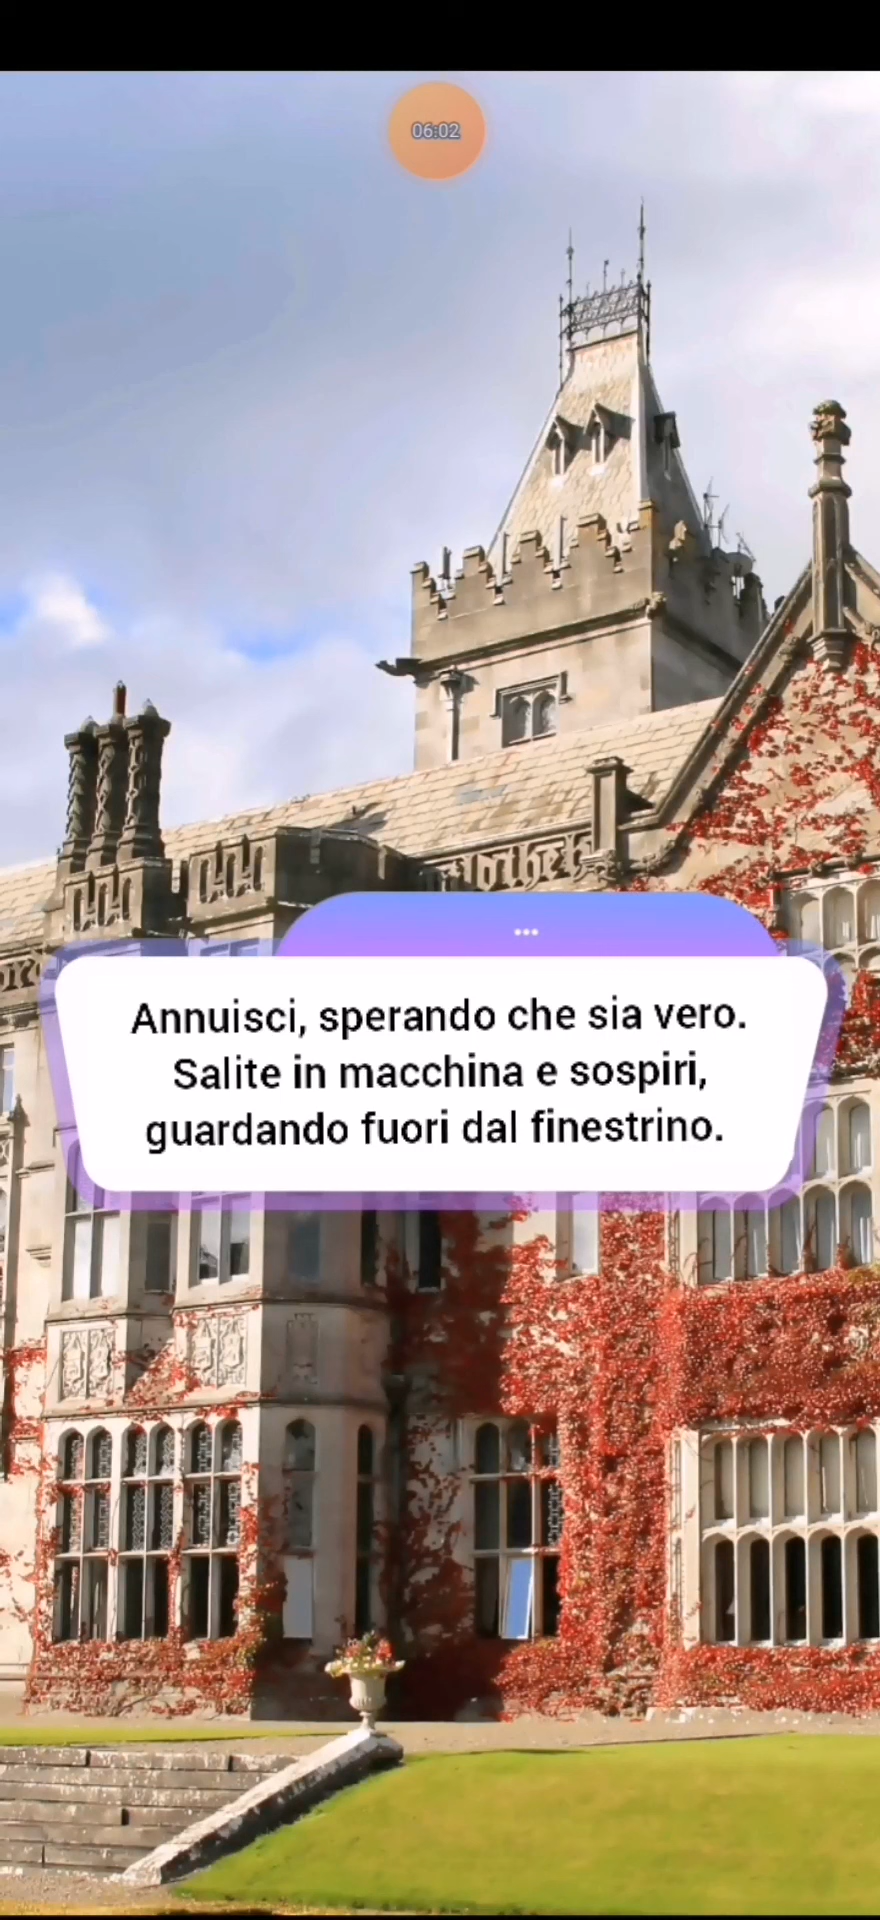 06:02
...
Annuisci, sperando che sia vero.
Salite in macchina e sospiri,
guardando fuori dal finestrino.